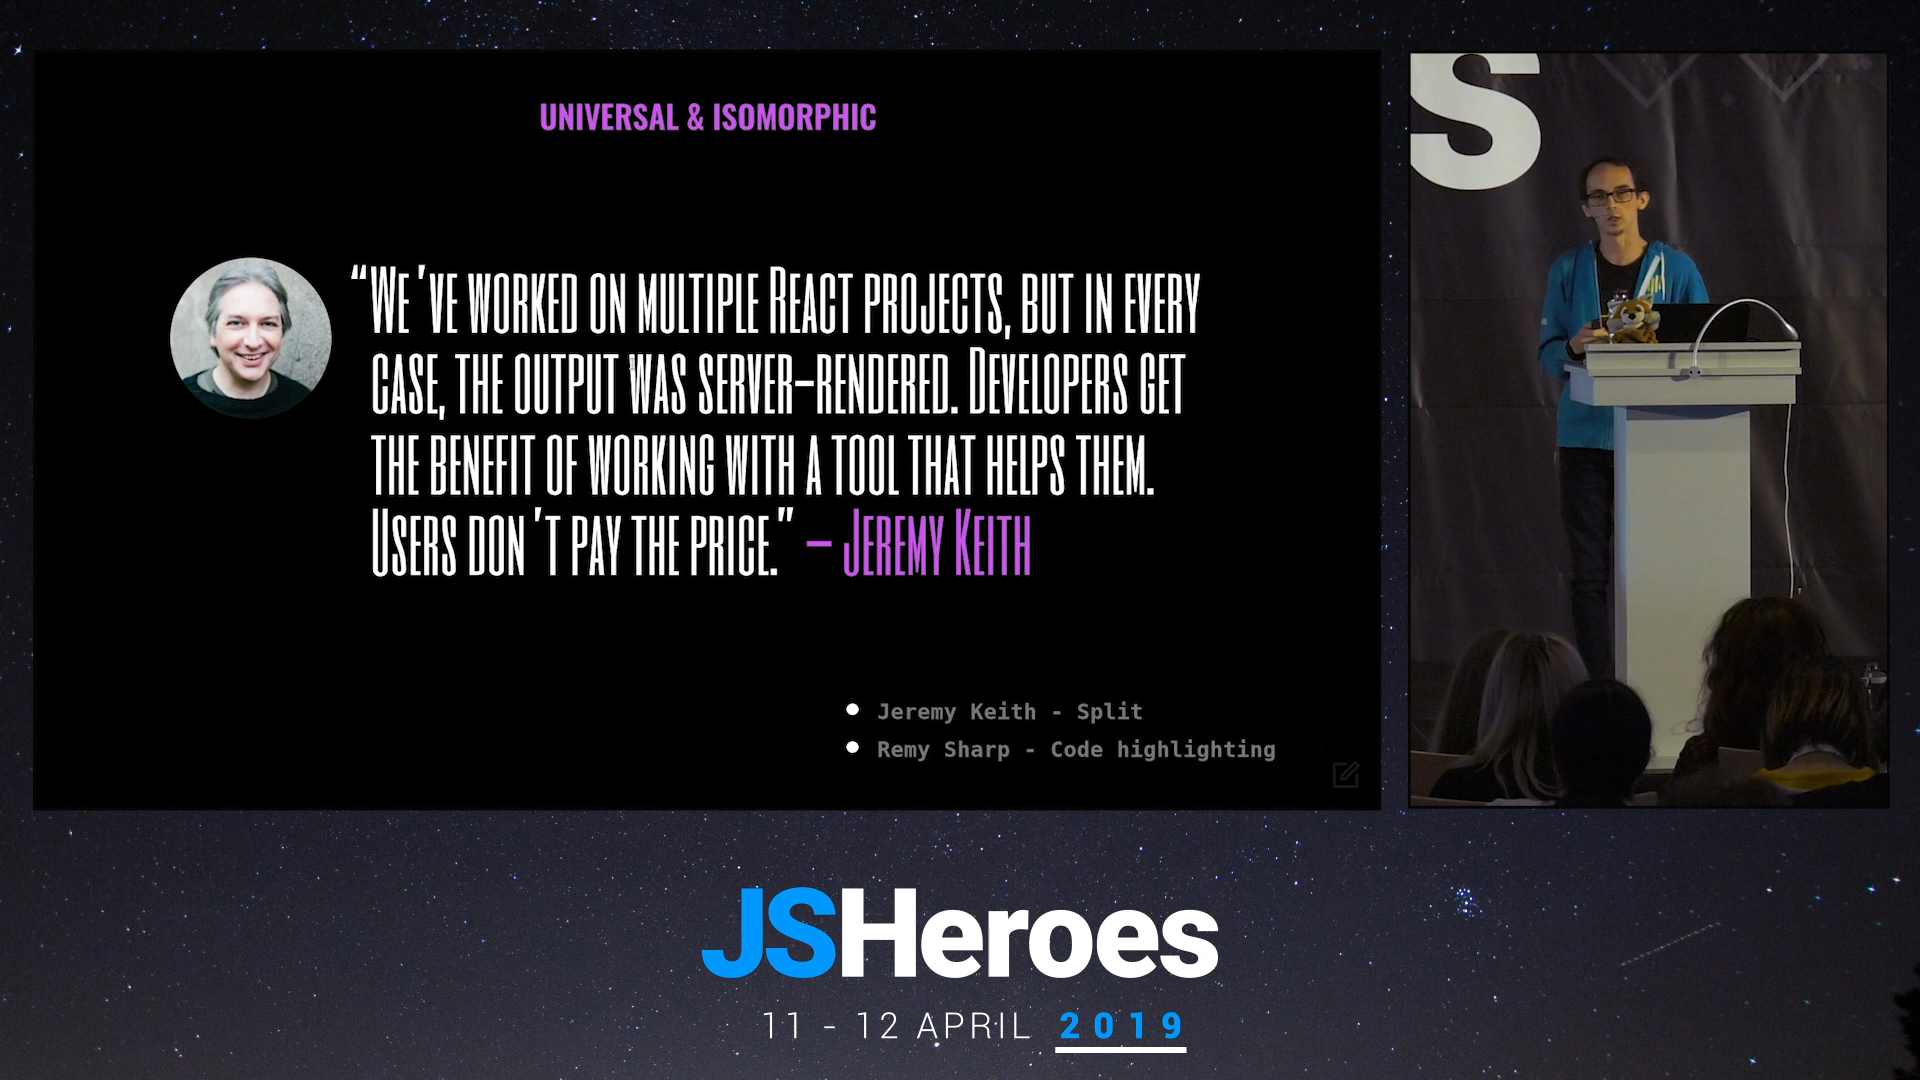 UNIVERSAL & ISOMORPHIC
“We've worked on multiple React projects, but in every
case, the output was server-rendered. Developers get
the benefit of working with a tool that helps them.
Users don't pay the price.” – Jeremy Keith
Jeremy Keith - Split
Remy Sharp - Code highlighting
S
JSHeroes
11 - 12 APRIL 2019